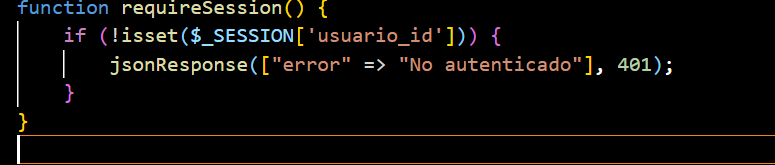 function requireSession() {
    if (!isset($_SESSION['usuario_id'])) {
        jsonResponse(["error" => "No autenticado"], 401);
    }
}